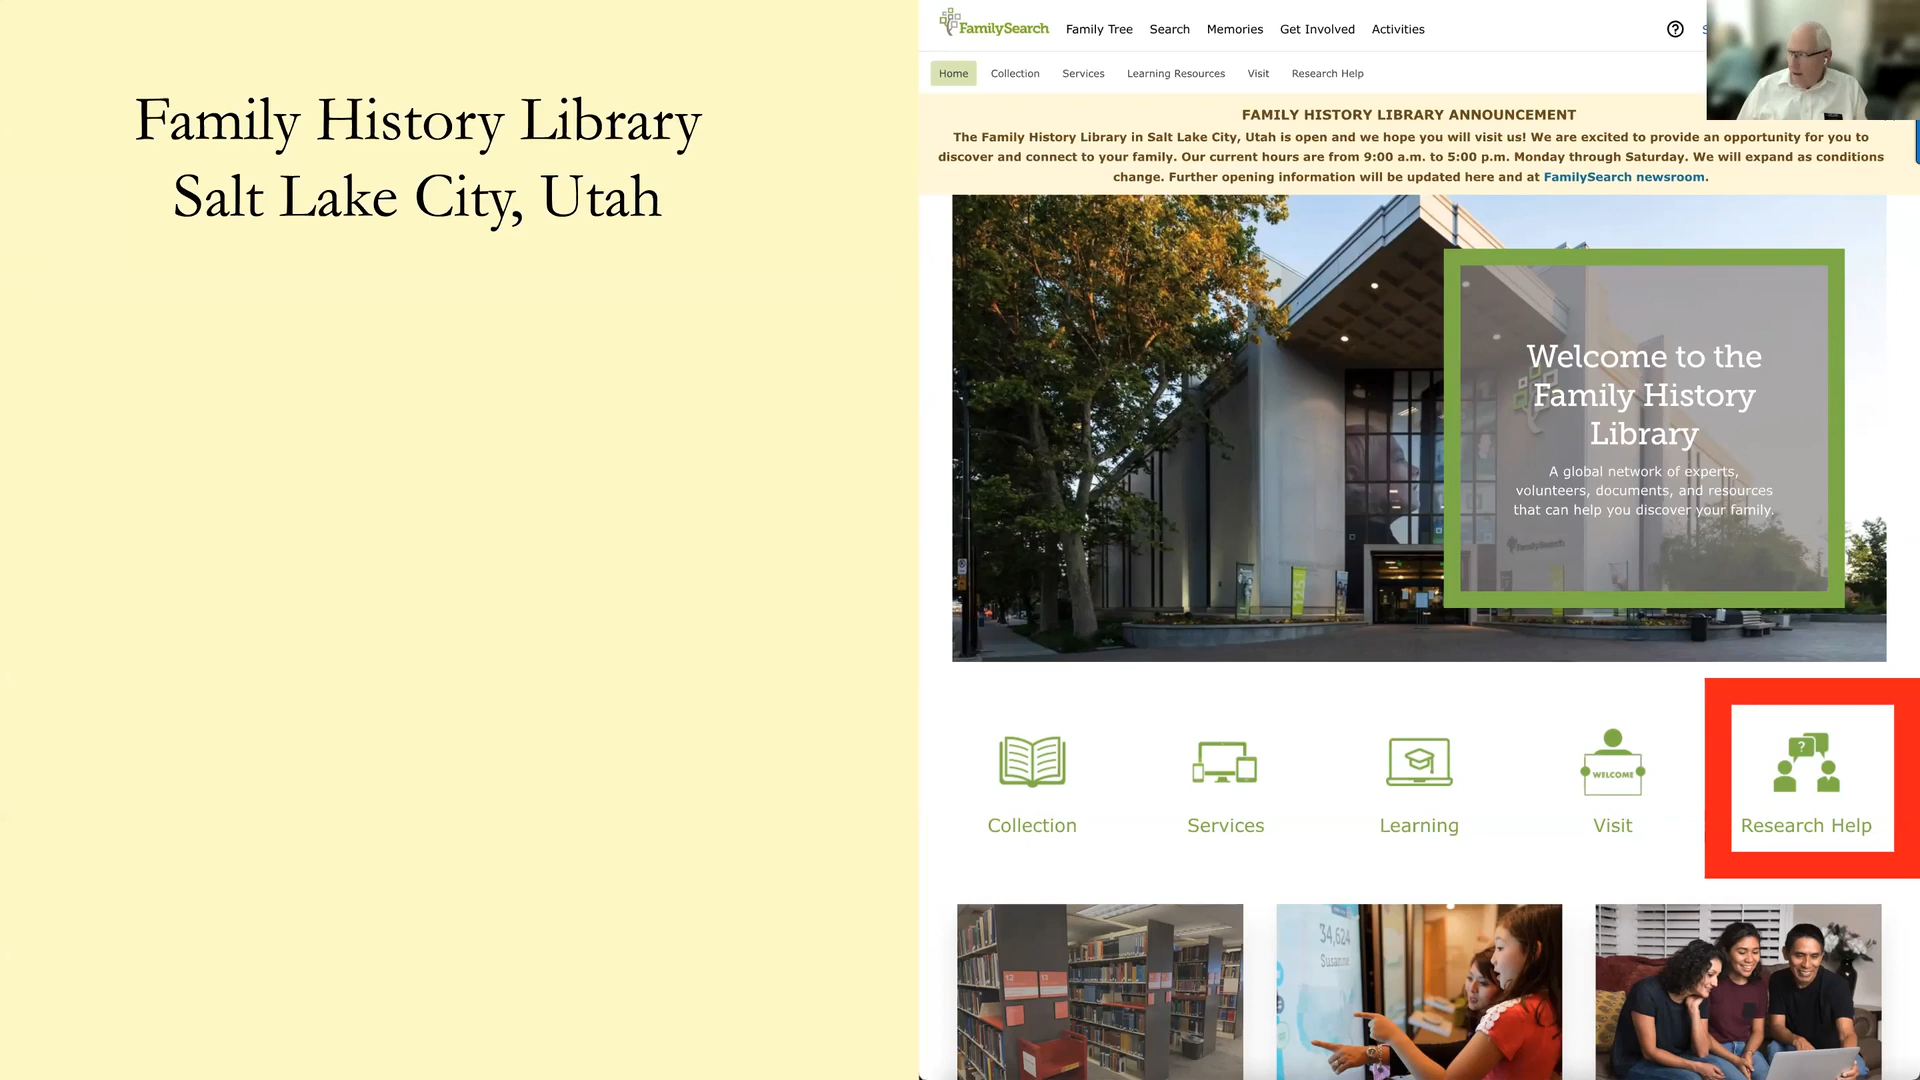 Family History Library
Salt Lake City, Utah
FamilySearch
Family Tree Search Memories Get Involved Activities
Home Collection Services Learning Resources Visit Research Help
FAMILY HISTORY LIBRARY ANNOUNCEMENT
The Family History Library in Salt Lake City, Utah is open and we hope you will visit us! We are excited to provide an opportunity for you to
discover and connect to your family. Our current hours are from 9:00 a.m. to 5:00 p.m. Monday through Saturday. We will expand as conditions
change. Further opening information will be updated here and at FamilySearch newsroom.
Welcome to the
Family History
Library
A global network of experts,
volunteers, documents, and resources
that can help you discover your family.
FamilySearch
WELCOME
?
Collection Services Learning Visit Research Help
12 13
34,624
Susanne